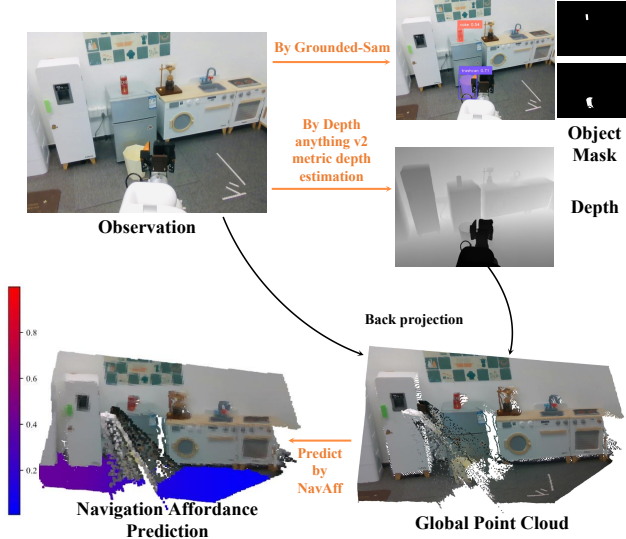 By Grounded-Sam
By Depth
anything v2
metric depth
estimation
Observation
Object
Mask
Depth
Back projection
0.8
0.6
0.4
0.2
Predict
by
NavAff
Navigation Affordance
Prediction
Global Point Cloud